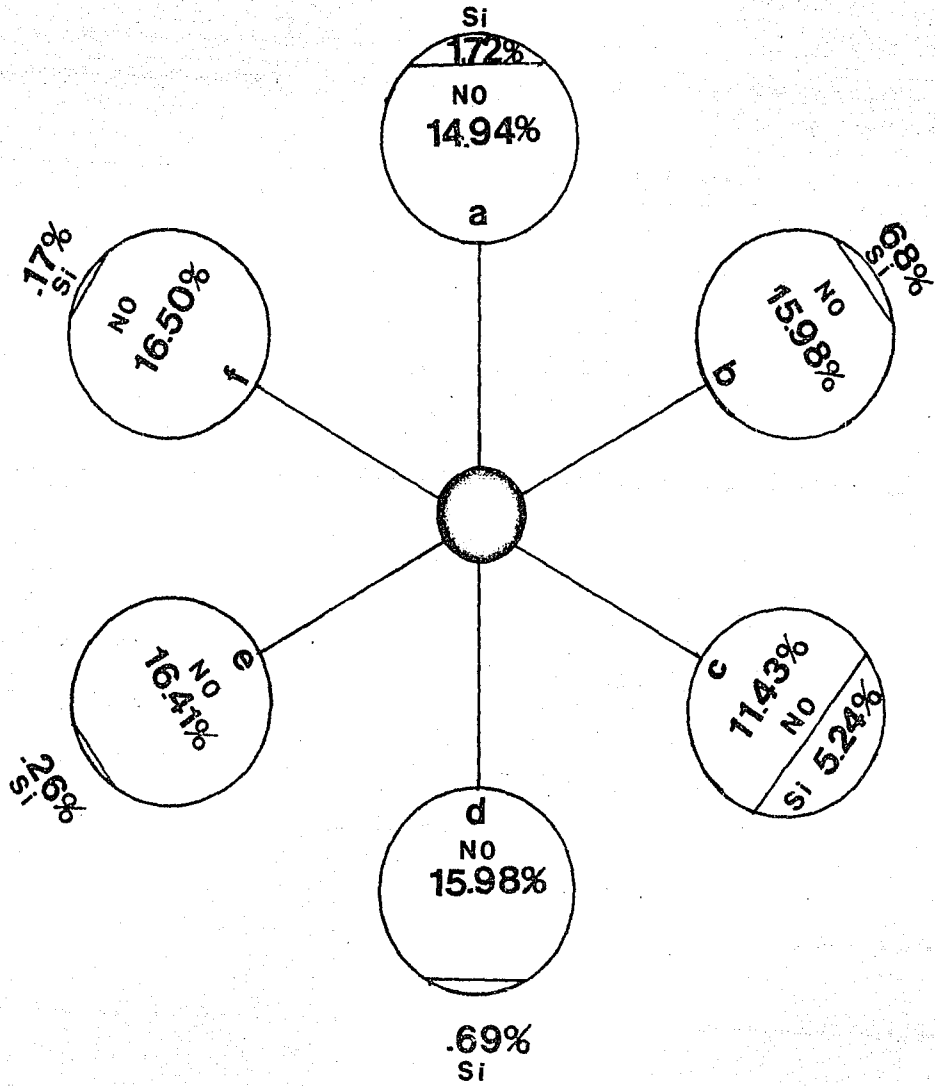 Si
1.72%
NO
14.94%
a
.68%
Si
NO
15.98%
b
c
11.43%
NO
Si 5.24%
d
NO
15.98%
.69%
Si
e
NO
16.41%
.26%
Si
.17%
Si
NO
16.50%
f